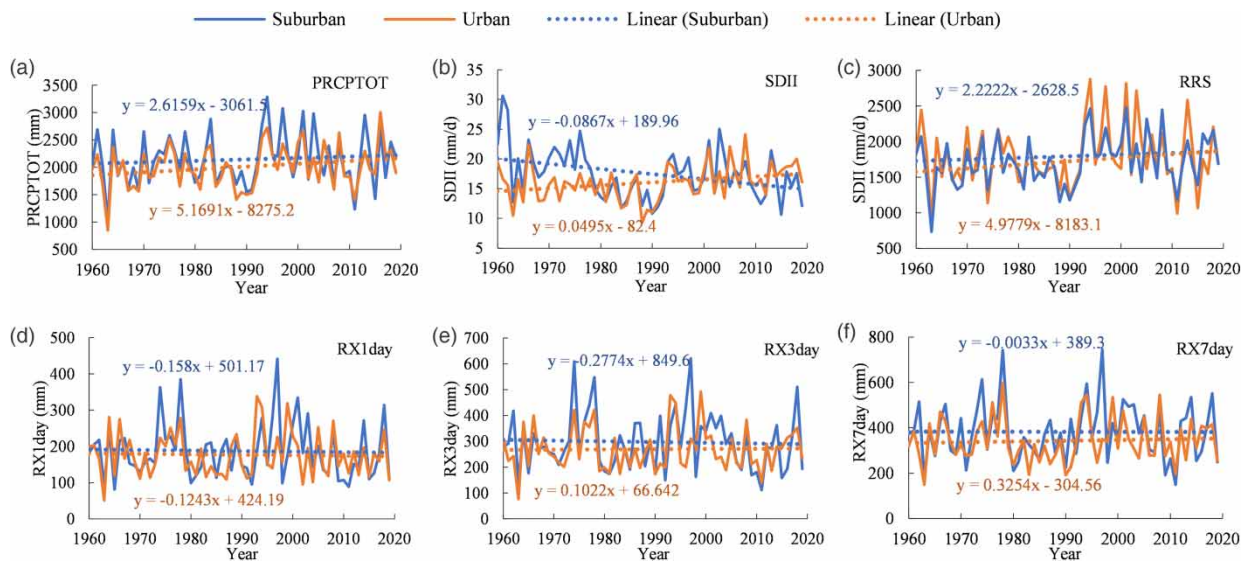 Suburban Urban Linear (Suburban) Linear (Urban)
(a) PRCPTOT
y = 2.6159x - 3061.5
y = 5.1691x - 8275.2
PRCPTOT (mm)
3500
3000
2500
2000
1500
1000
500
1960 1970 1980 1990 2000 2010 2020
Year
(b) SDII
y = -0.0867x + 189.96
y = 0.0495x - 82.4
SDII (mm/d)
35
30
25
20
15
10
5
1960 1970 1980 1990 2000 2010 2020
Year
(c) RRS
y = 2.2222x - 2628.5
y = 4.9779x - 8183.1
SDII (mm/d)
3000
2500
2000
1500
1000
500
1960 1970 1980 1990 2000 2010 2020
Year
(d) RX1day
y = -0.158x + 501.17
y = -0.1243x + 424.19
RX1day (mm)
500
400
300
200
100
0
1960 1970 1980 1990 2000 2010 2020
Year
(e) RX3day
y = -0.2774x + 849.6
y = 0.1022x + 66.642
RX3day (mm)
700
600
500
400
300
200
100
0
1960 1970 1980 1990 2000 2010 2020
Year
(f) RX7day
y = -0.0033x + 389.3
y = 0.3254x - 304.56
RX7day (mm)
800
600
400
200
0
1960 1970 1980 1990 2000 2010 2020
Year